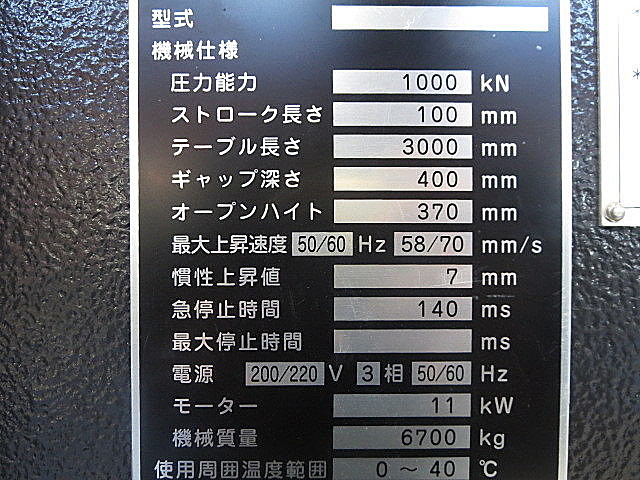 型式
機械仕様
圧力能力 1000 kN
ストローク長さ 100 mm
テーブル長さ 3000 mm
ギャップ深さ 400 mm
オープンハイト 370 mm
最大上昇速度 50/60 Hz 58/70 mm/s
慣性上昇値 7 mm
急停止時間 140 ms
最大停止時間 ms
電源 200/220 V 3 相 50/60 Hz
モーター 11 kW
機械質量 6700 kg
使用周囲温度範囲 0 〜 40 ℃
*